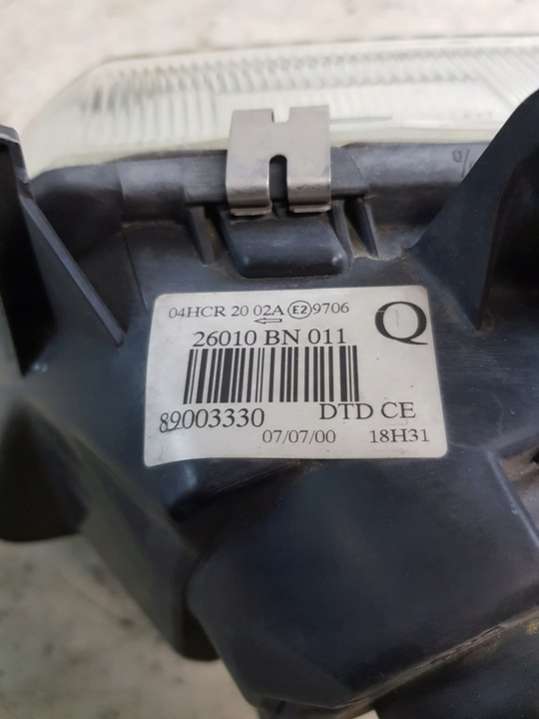 04HCR 20 02A E2 9706
26010 BN 011
Q
89003330 DTD CE
07/07/00 18H31